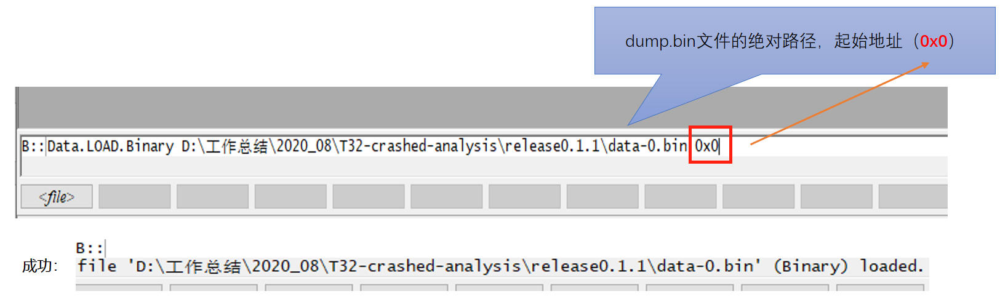 dump.bin文件的绝对路径，起始地址（0x0）
B::Data.LOAD.Binary D:\工作总结\2020_08\T32-crashed-analysis\release0.1.1\data-0.bin 0x0
<file>
B::
成功：
file 'D:\工作总结\2020_08\T32-crashed-analysis\release0.1.1\data-0.bin' (Binary) loaded.